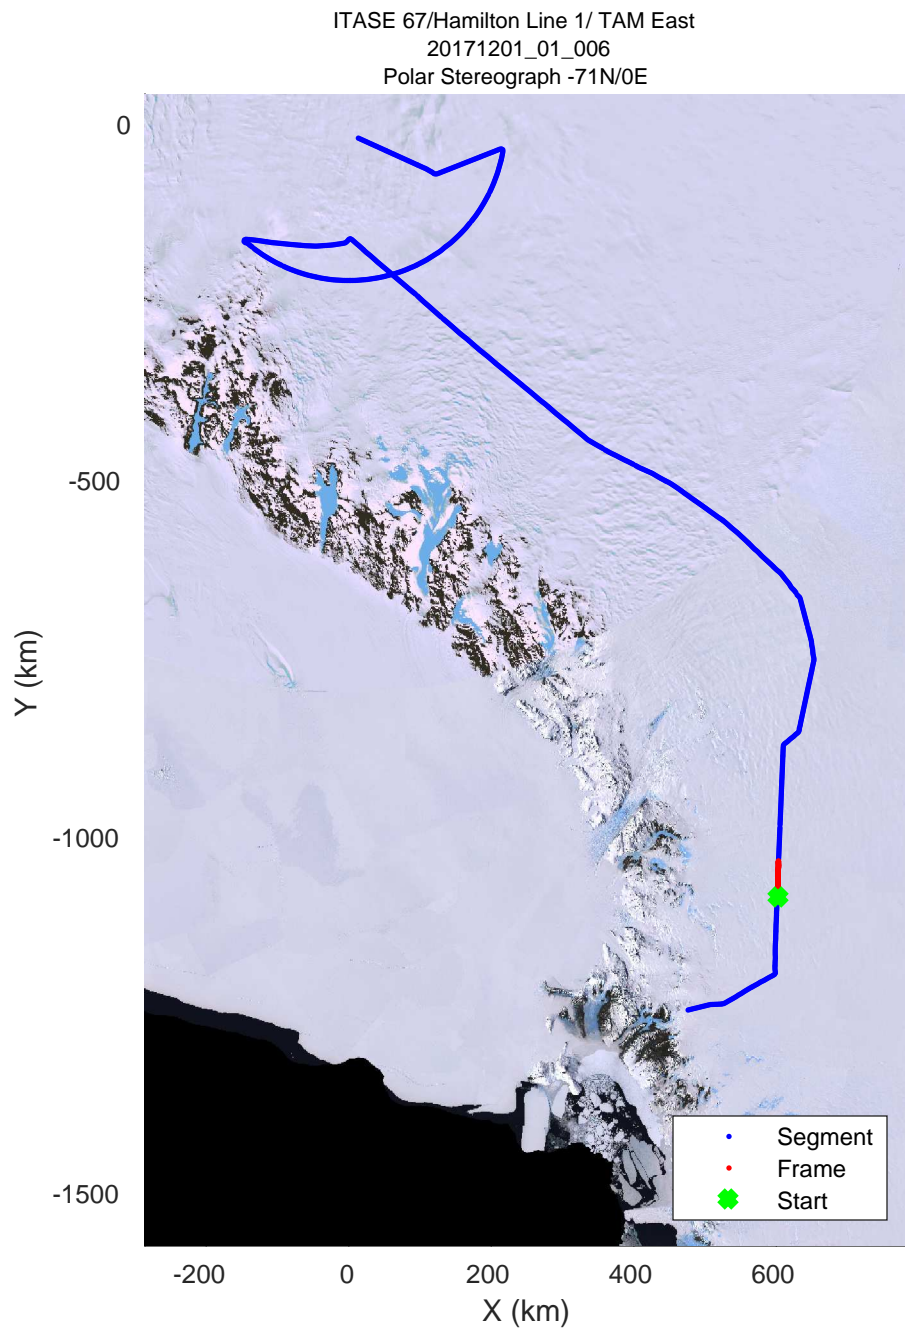 ITASE 67/Hamilton Line 1/ TAM East
20171201_01_006
Polar Stereograph -71N/0E
0
-500
-1000
-1500
Y (km)
-200
0
200
400
600
X (km)
Segment
Frame
Start